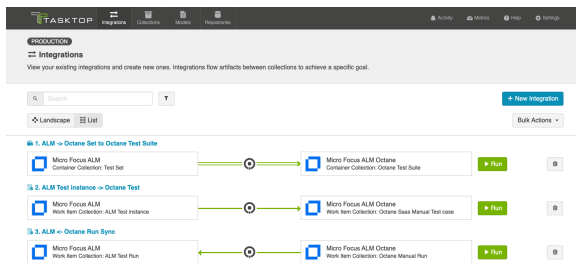 TASKTOP
Integrations
Collections
Models
Repositories
Activity
Metrics
Help
Settings
PRODUCTION
Integrations
View your existing integrations and create new ones. Integrations flow artifacts between collections to achieve a specific goal.
Search
+ New Integration
Landscape
List
Bulk Actions
1. ALM -> Octane Set to Octane Test Suite
Micro Focus ALM
Container Collection: Test Set
Micro Focus ALM Octane
Container Collection: Octane Test Suite
Run
2. ALM Test Instance -> Octane Test
Micro Focus ALM
Work Item Collection: ALM Test instance
Micro Focus ALM Octane
Work Item Collection: Octane Saas Manual Test case
Run
3. ALM <- Octane Run Sync
Micro Focus ALM
Work Item Collection: ALM Test Run
Micro Focus ALM Octane
Work Item Collection: Octane Manual Run
Run